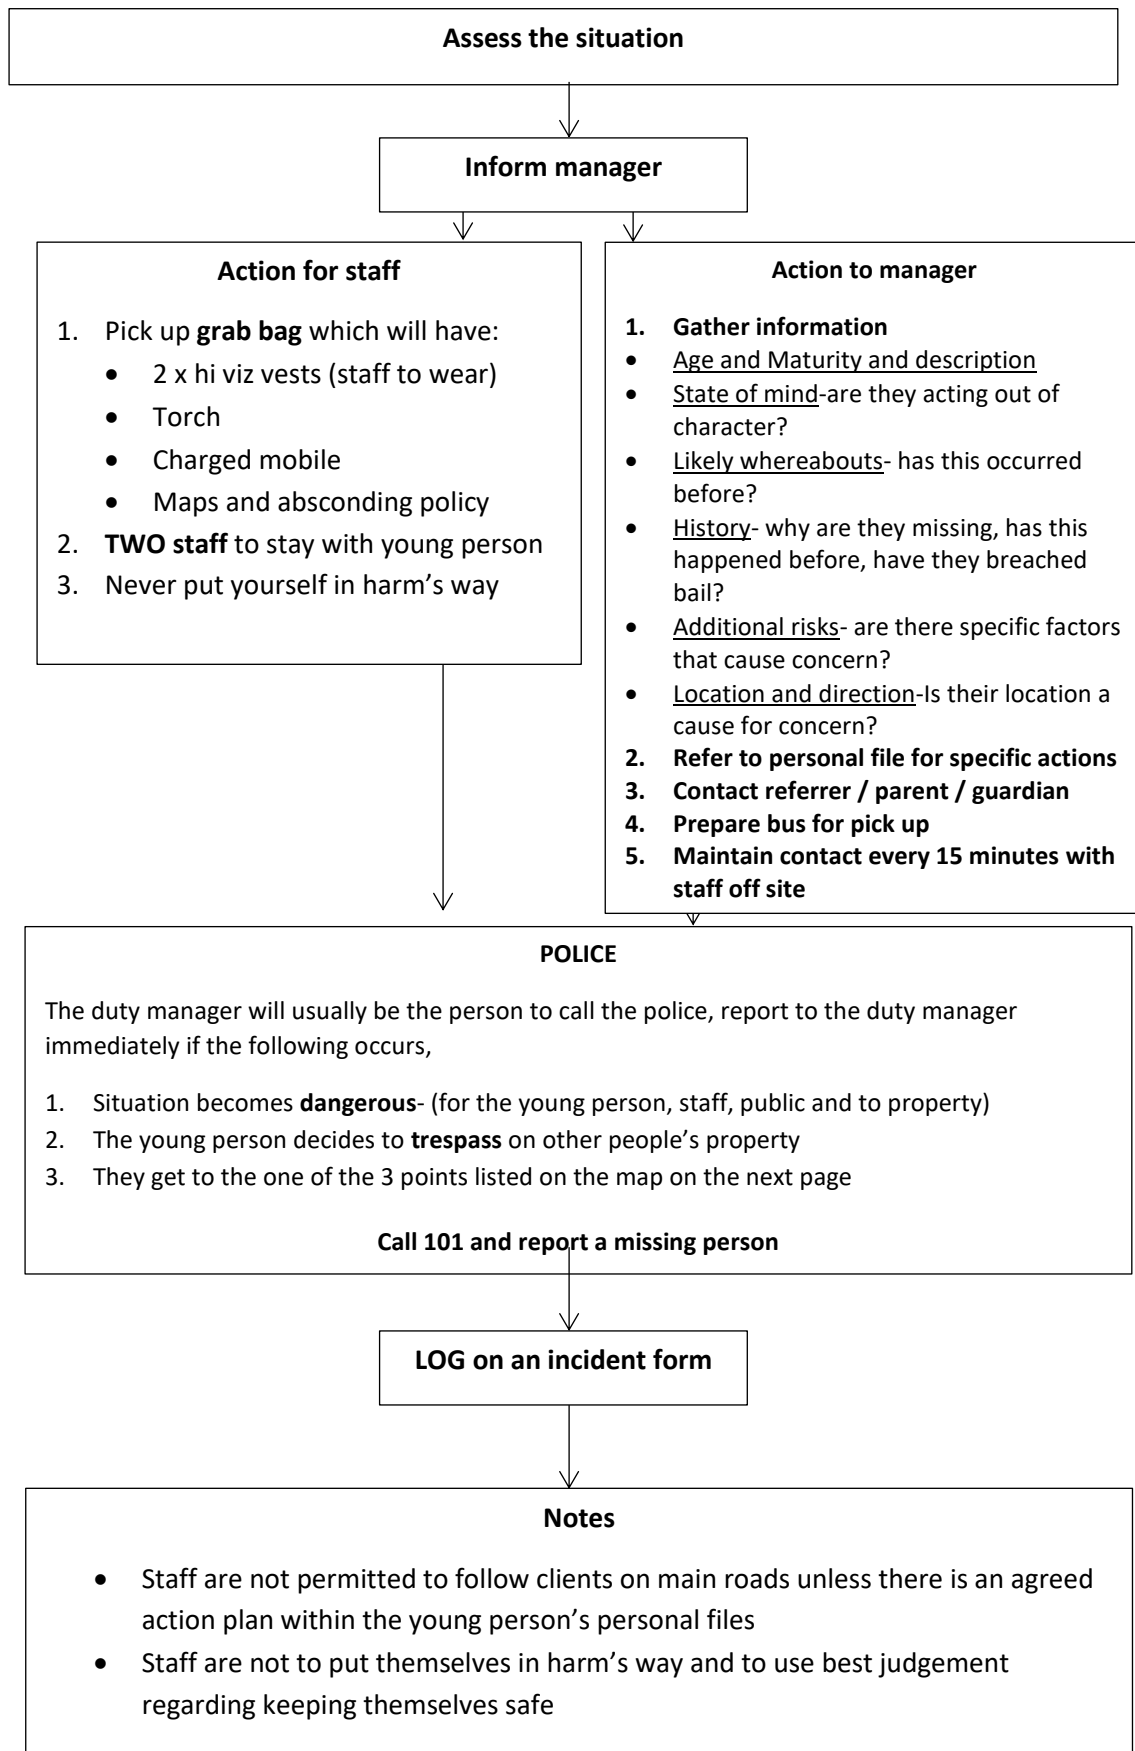 Assess the situation
Inform manager
Action for staff
1. Pick up grab bag which will have:
• 2 x hi viz vests (staff to wear)
• Torch
• Charged mobile
• Maps and absconding policy
2. TWO staff to stay with young person
3. Never put yourself in harm's way
Action to manager
1. Gather information
• Age and Maturity and description
• State of mind-are they acting out of
character?
• Likely whereabouts- has this occurred
before?
• History- why are they missing, has this
happened before, have they breached
bail?
• Additional risks- are there specific factors
that cause concern?
• Location and direction-Is their location a
cause for concern?
2. Refer to personal file for specific actions
3. Contact referrer / parent / guardian
4. Prepare bus for pick up
5. Maintain contact every 15 minutes with
staff off site
POLICE
The duty manager will usually be the person to call the police, report to the duty manager
immediately if the following occurs,
1. Situation becomes dangerous- (for the young person, staff, public and to property)
2. The young person decides to trespass on other people's property
3. They get to the one of the 3 points listed on the map on the next page
Call 101 and report a missing person
LOG on an incident form
Notes
• Staff are not permitted to follow clients on main roads unless there is an agreed
action plan within the young person's personal files
• Staff are not to put themselves in harm's way and to use best judgement
regarding keeping themselves safe